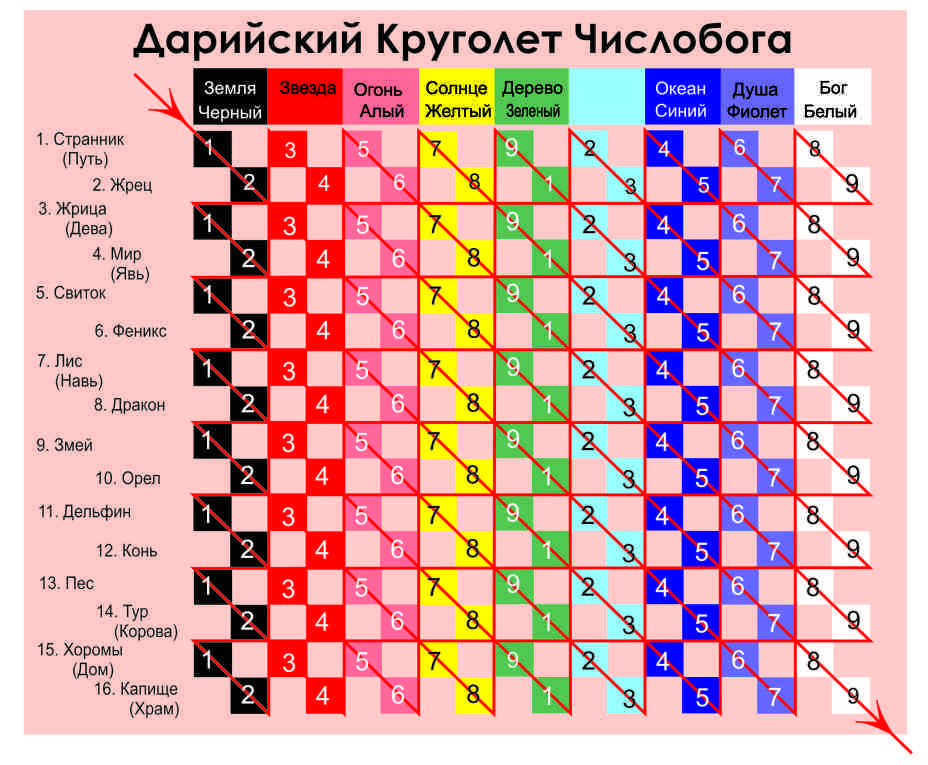 Дарийский Круголет Числобога
Земля Звезда Огонь Солнце Дерево Океан Душа Бог
Черный Алый Желтый Зеленый Синий Фиолет Белый
1. Странник 1 3 5 7 9 2 4 6 8
(Путь)
2. Жрец 2 4 6 8 1 3 5 7 9
3. Жрица 1 3 5 7 9 2 4 6 8
(Дева)
4. Мир 2 4 6 8 1 3 5 7 9
(Явь)
5. Свиток 1 3 5 7 9 2 4 6 8
6. Феникс 2 4 6 8 1 3 5 7 9
7. Лис 1 3 5 7 9 2 4 6 8
(Навь)
8. Дракон 2 4 6 8 1 3 5 7 9
9. Змей 1 3 5 7 9 2 4 6 8
10. Орел 2 4 6 8 1 3 5 7 9
11. Дельфин 1 3 5 7 9 2 4 6 8
12. Конь 2 4 6 8 1 3 5 7 9
13. Пес 1 3 5 7 9 2 4 6 8
14. Тур 2 4 6 8 1 3 5 7 9
(Корова)
15. Хоромы 1 3 5 7 9 2 4 6 8
(Дом)
16. Капище 2 4 6 8 1 3 5 7 9
(Храм)